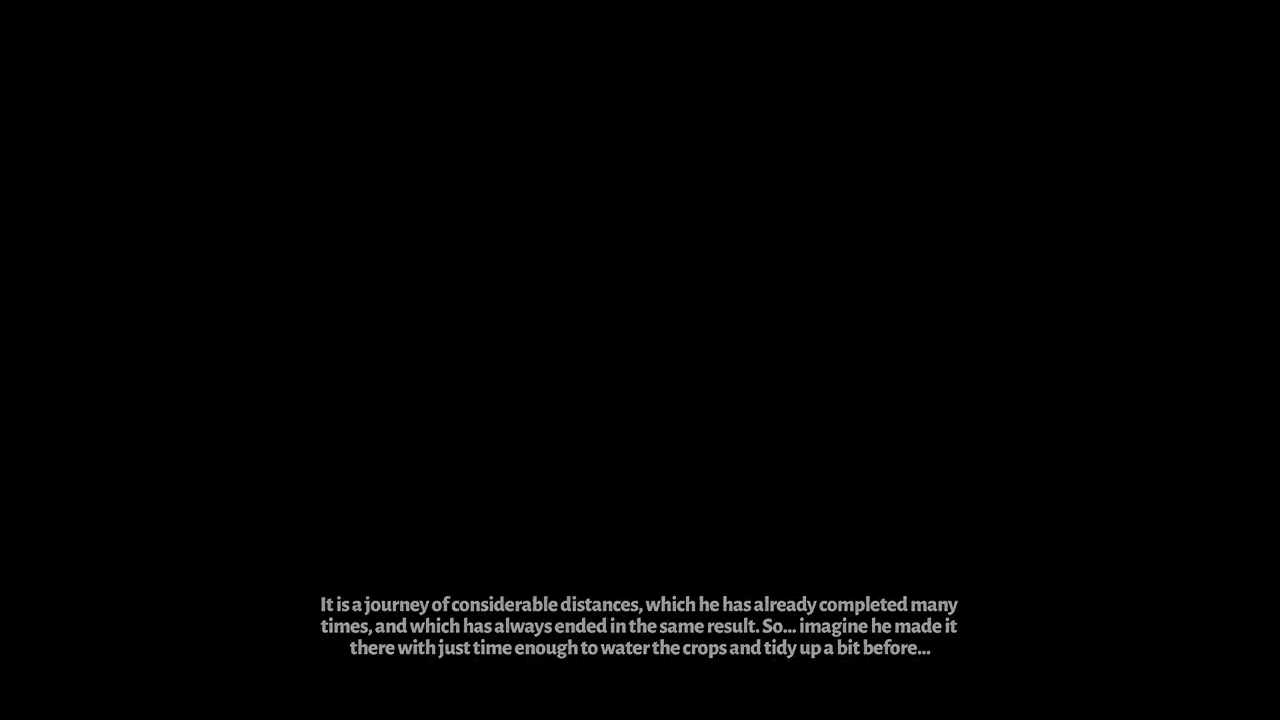 It is a journey of considerable distances, which he has already completed many
times, and which has always ended in the same result. So... imagine he made it
there with just time enough to water the crops and tidy up a bit before...